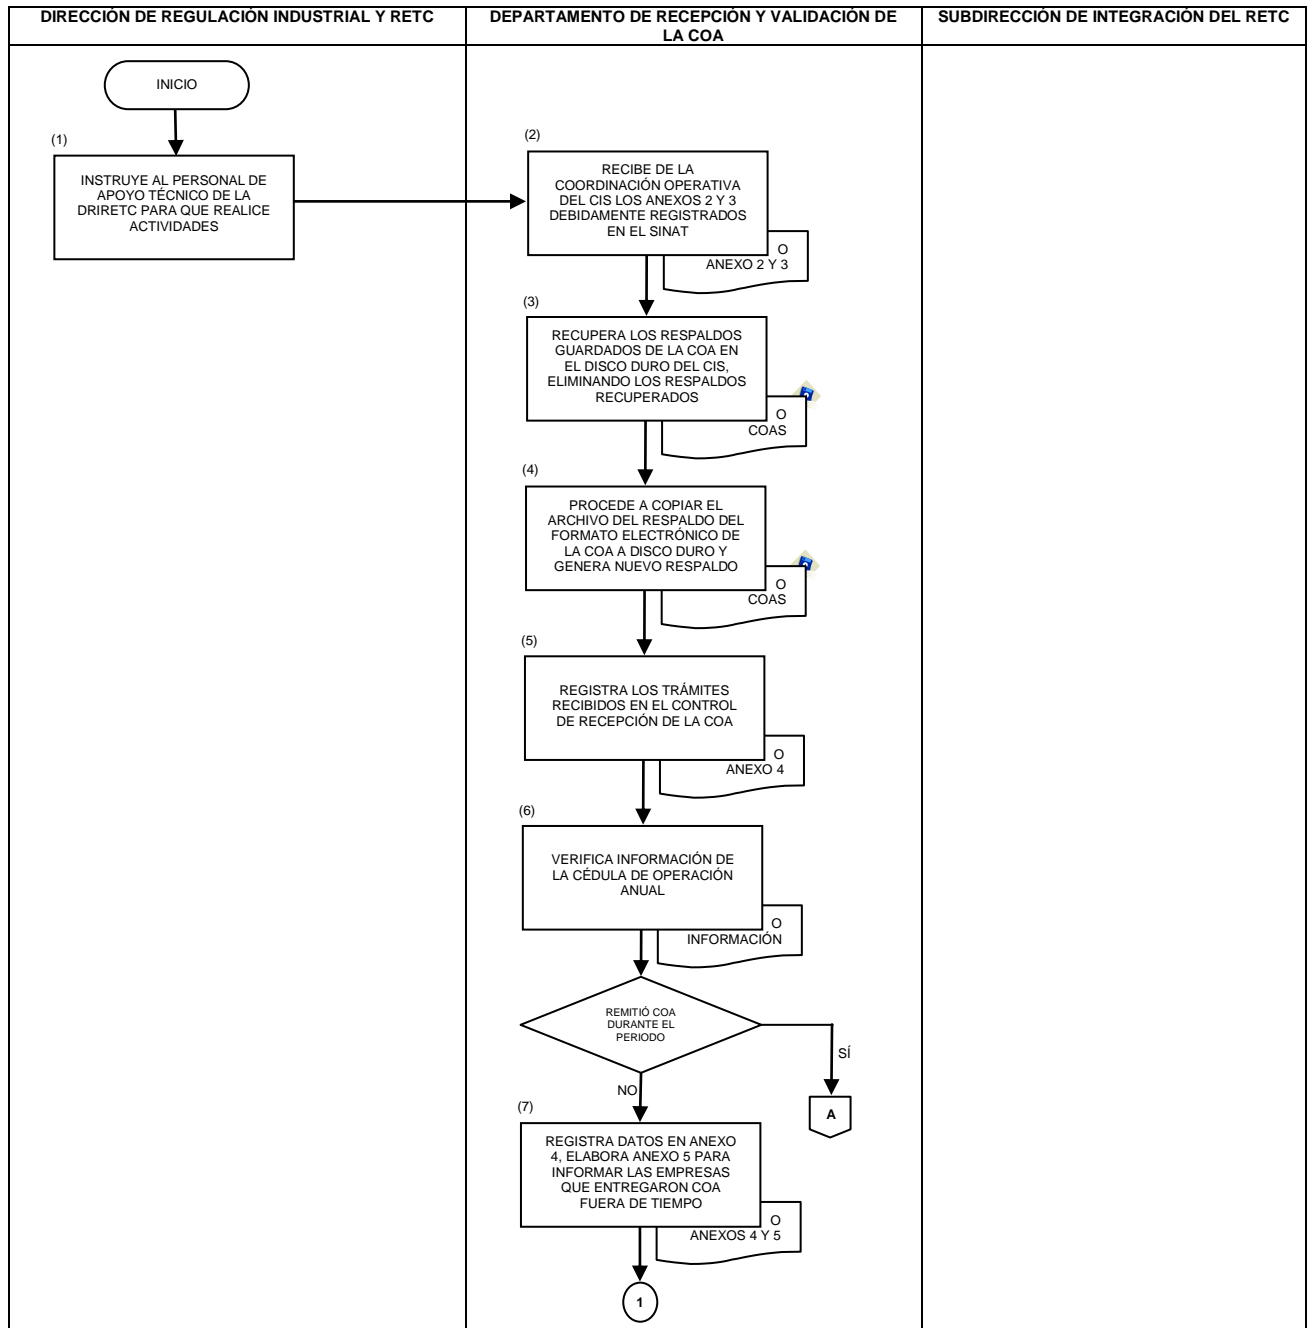 DIRECCIÓN DE REGULACIÓN INDUSTRIAL Y RETC
DEPARTAMENTO DE RECEPCIÓN Y VALIDACIÓN DE
LA COA
SUBDIRECCIÓN DE INTEGRACIÓN DEL RETC
INICIO
(1)
INSTRUYE AL PERSONAL DE
APOYO TÉCNICO DE LA
DRIRETC PARA QUE REALICE
ACTIVIDADES
(2)
RECIBE DE LA
COORDINACIÓN OPERATIVA
DEL CIS LOS ANEXOS 2 Y 3
DEBIDAMENTE REGISTRADOS
EN EL SINAT
O
ANEXO 2 Y 3
(3)
RECUPERA LOS RESPALDOS
GUARDADOS DE LA COA EN
EL DISCO DURO DEL CIS,
ELIMINANDO LOS RESPALDOS
RECUPERADOS
O
COAS
(4)
PROCEDE A COPIAR EL
ARCHIVO DEL RESPALDO DEL
FORMATO ELECTRÓNICO DE
LA COA A DISCO DURO Y
GENERA NUEVO RESPALDO
O
COAS
(5)
REGISTRA LOS TRÁMITES
RECIBIDOS EN EL CONTROL
DE RECEPCIÓN DE LA COA
O
ANEXO 4
(6)
VERIFICA INFORMACIÓN DE
LA CÉDULA DE OPERACIÓN
ANUAL
O
INFORMACIÓN
REMITIÓ COA
DURANTE EL
PERIODO
SÍ
A
NO
(7)
REGISTRA DATOS EN ANEXO
4, ELABORA ANEXO 5 PARA
INFORMAR LAS EMPRESAS
QUE ENTREGARON COA
FUERA DE TIEMPO
O
ANEXOS 4 Y 5
1